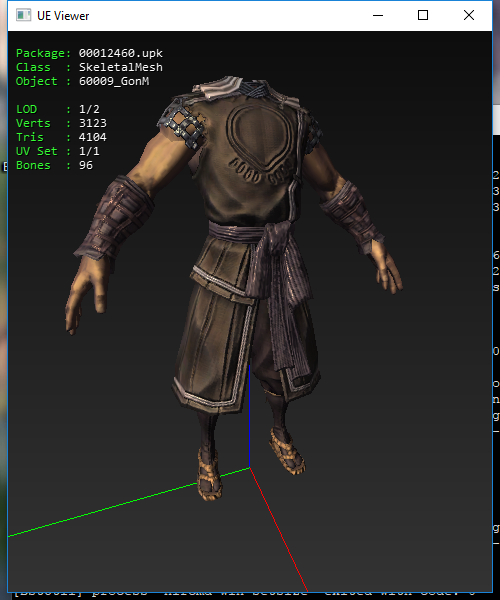 UE Viewer
Package: 00012460.upk
Class : SkeletalMesh
Object : 60009_GonM
LOD : 1/2
Verts : 3123
Tris : 4104
UV Set : 1/1
Bones : 96